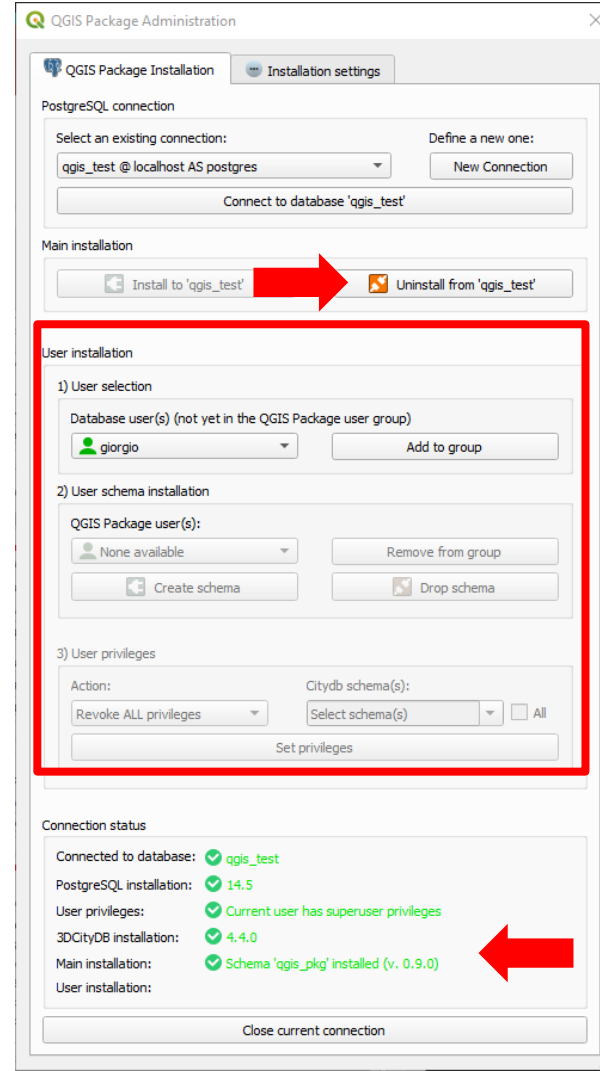 QGIS Package Administration
QGIS Package Installation Installation settings
PostgreSQL connection
Select an existing connection: Define a new one:
qgis_test @ localhost AS postgres New Connection
Connect to database 'qgis_test'
Main installation
Install to 'qgis_test' Uninstall from 'qgis_test'
User installation
1) User selection
Database user(s) (not yet in the QGIS Package user group)
giorgio Add to group
2) User schema installation
QGIS Package user(s):
None available Remove from group
Create schema Drop schema
3) User privileges
Action: Citydb schema(s):
Revoke ALL privileges Select schema(s) All
Set privileges
Connection status
Connected to database: qgis_test
PostgreSQL installation: 14.5
User privileges: Current user has superuser privileges
3DCityDB installation: 4.4.0
Main installation: Schema 'qgis_pkg' installed (v. 0.9.0)
User installation:
Close current connection